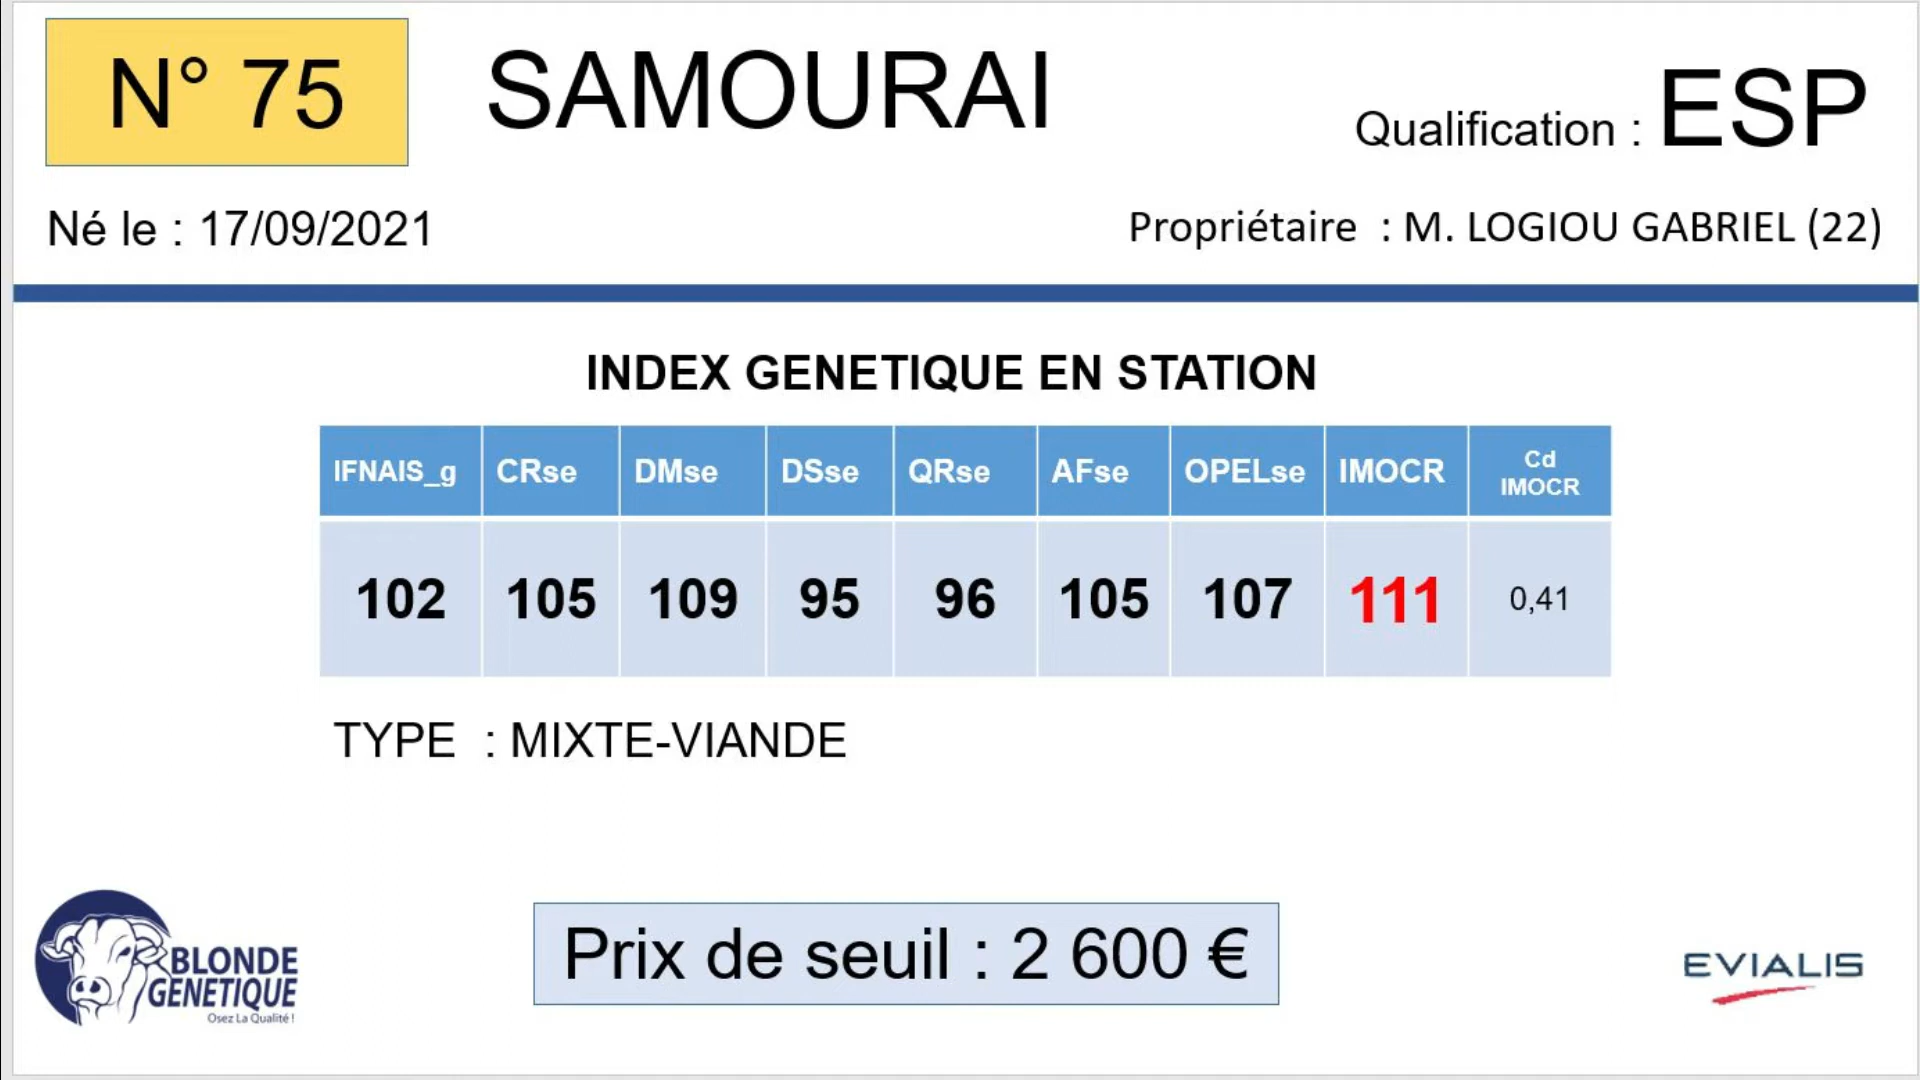 N° 75
SAMOURAI
Qualification : ESP
Né le : 17/09/2021
Propriétaire : M. LOGIOU GABRIEL (22)
INDEX GENETIQUE EN STATION
IFNAIS_g CRse DMse DSse QRse AFse OPELse IMOCR Cd IMOCR
102 105 109 95 96 105 107 111 0,41
TYPE : MIXTE-VIANDE
Prix de seuil : 2 600 €
BLONDE
GENETIQUE
Osez La Qualité !
EVIALIS